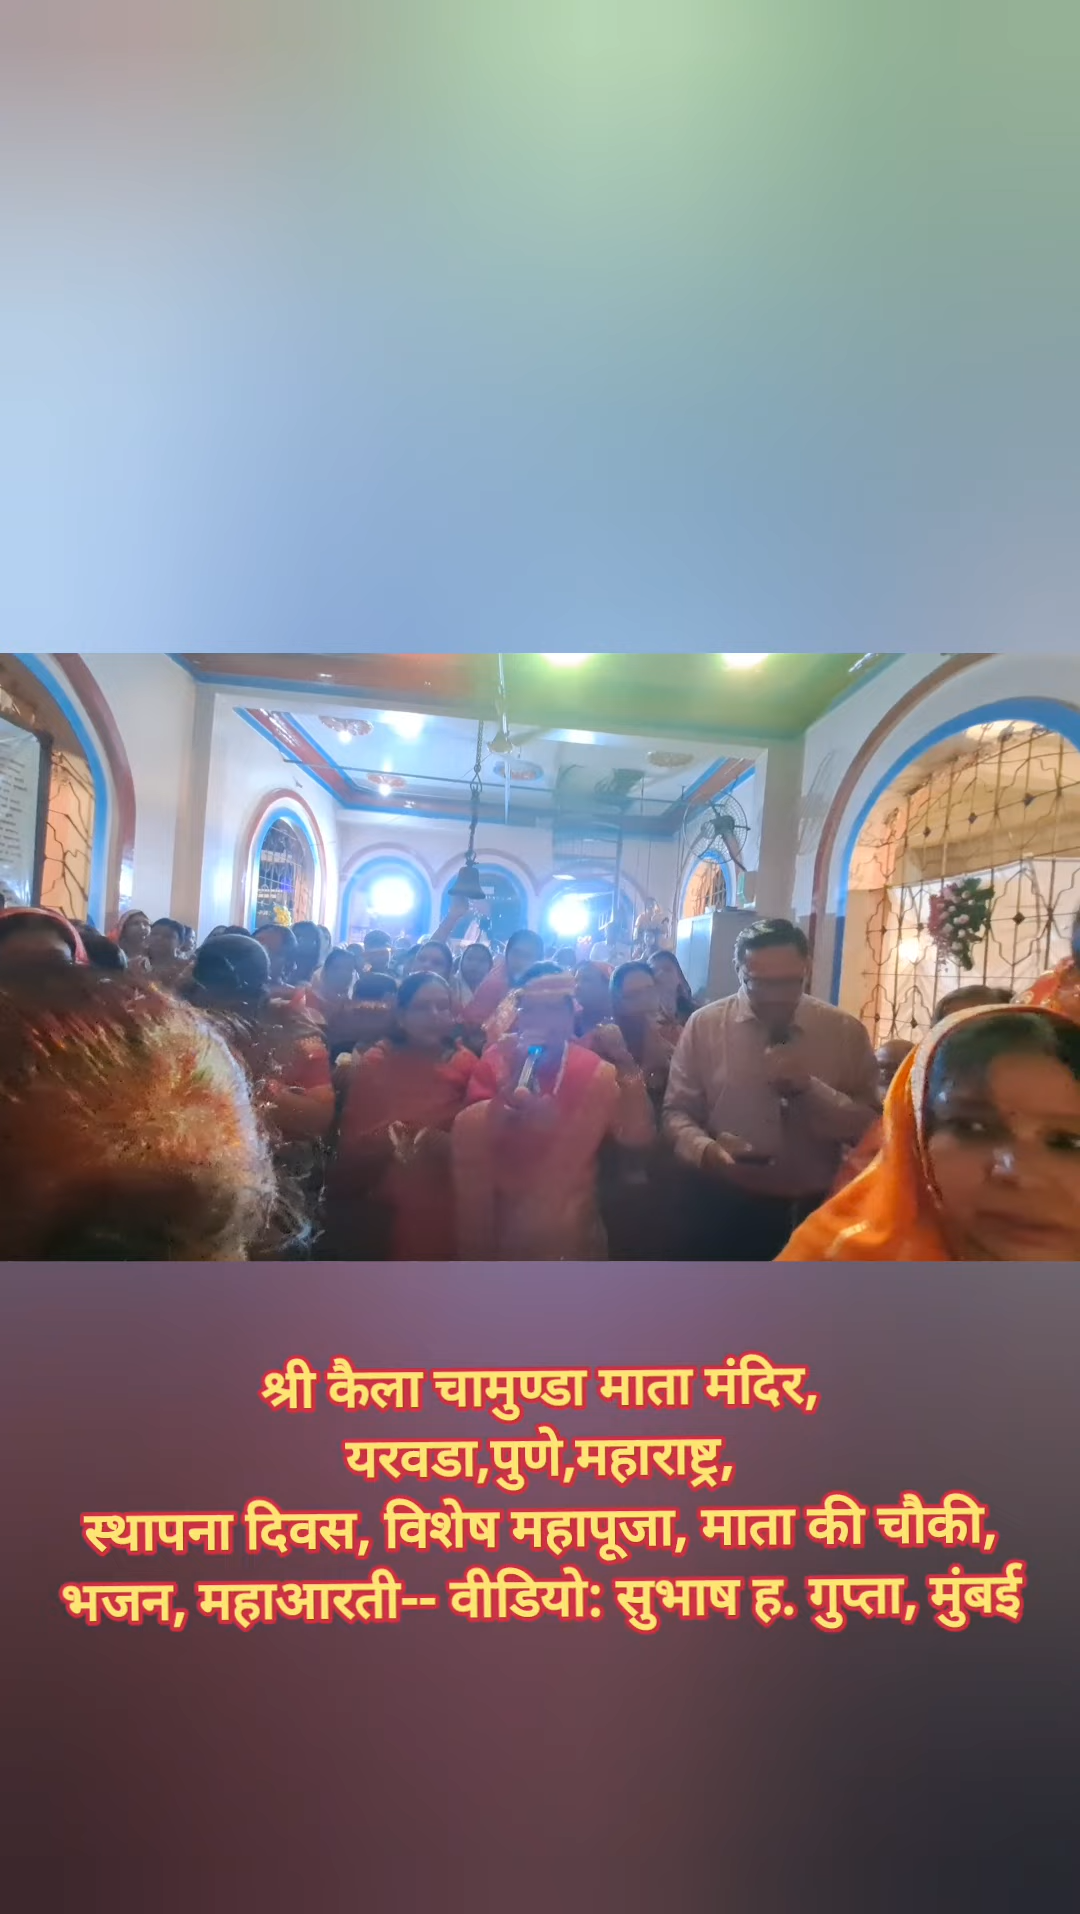 श्री कैला चामुण्डा माता मंदिर,
यरवडा,पुणे,महाराष्ट्र,
स्थापना दिवस, विशेष महापूजा, माता की चौकी,
भजन, महाआरती-- वीडियो: सुभाष ह. गुप्ता, मुंबई